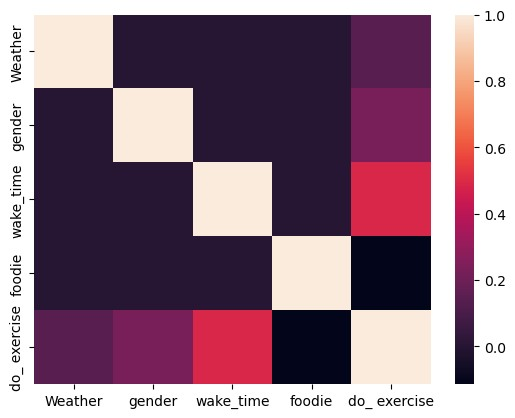 Weather
gender
wake_time
foodie
do_ exercise
Weather gender wake_time foodie do_ exercise
1.0
0.8
0.6
0.4
0.2
0.0